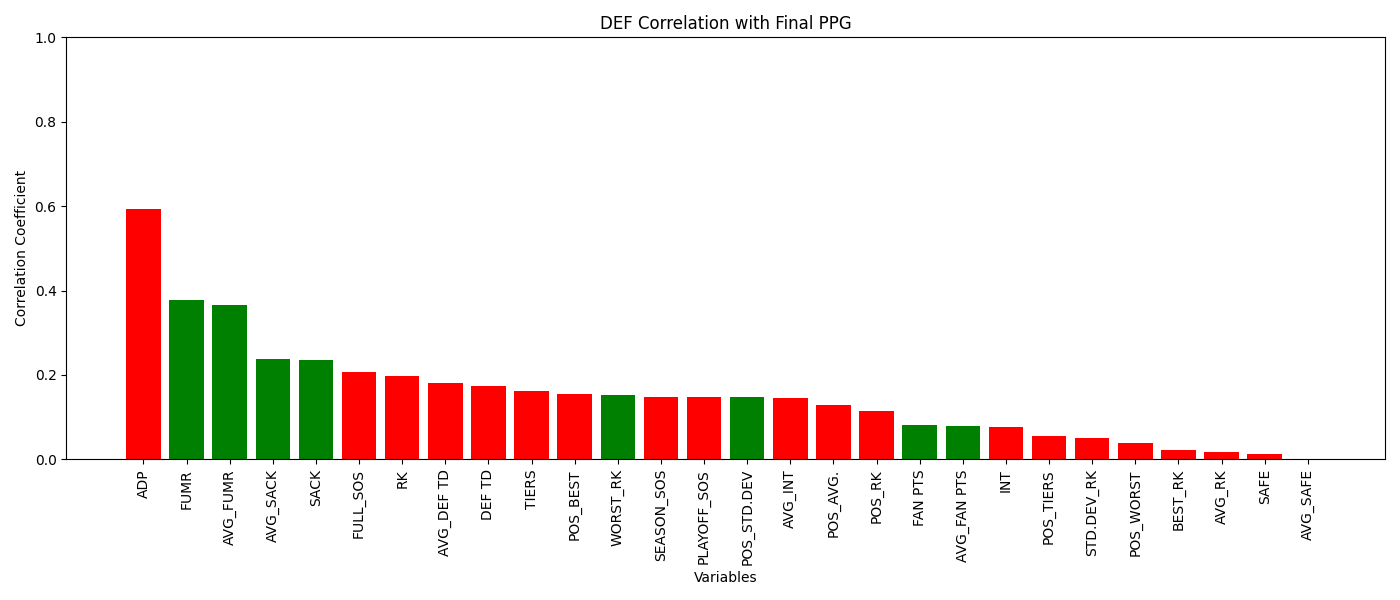 DEF Correlation with Final PPG
Correlation Coefficient
1.0
0.8
0.6
0.4
0.2
0.0
ADP
FUMR
AVG_FUMR
AVG_SACK
SACK
FULL_SOS
RK
AVG_DEF TD
DEF TD
TIERS
POS_BEST
WORST_RK
SEASON_SOS
PLAYOFF_SOS
POS_STD.DEV
AVG_INT
POS_AVG.
POS_RK
FAN PTS
AVG_FAN PTS
INT
POS_TIERS
STD.DEV_RK
POS_WORST
BEST_RK
AVG_RK
SAFE
AVG_SAFE
Variables